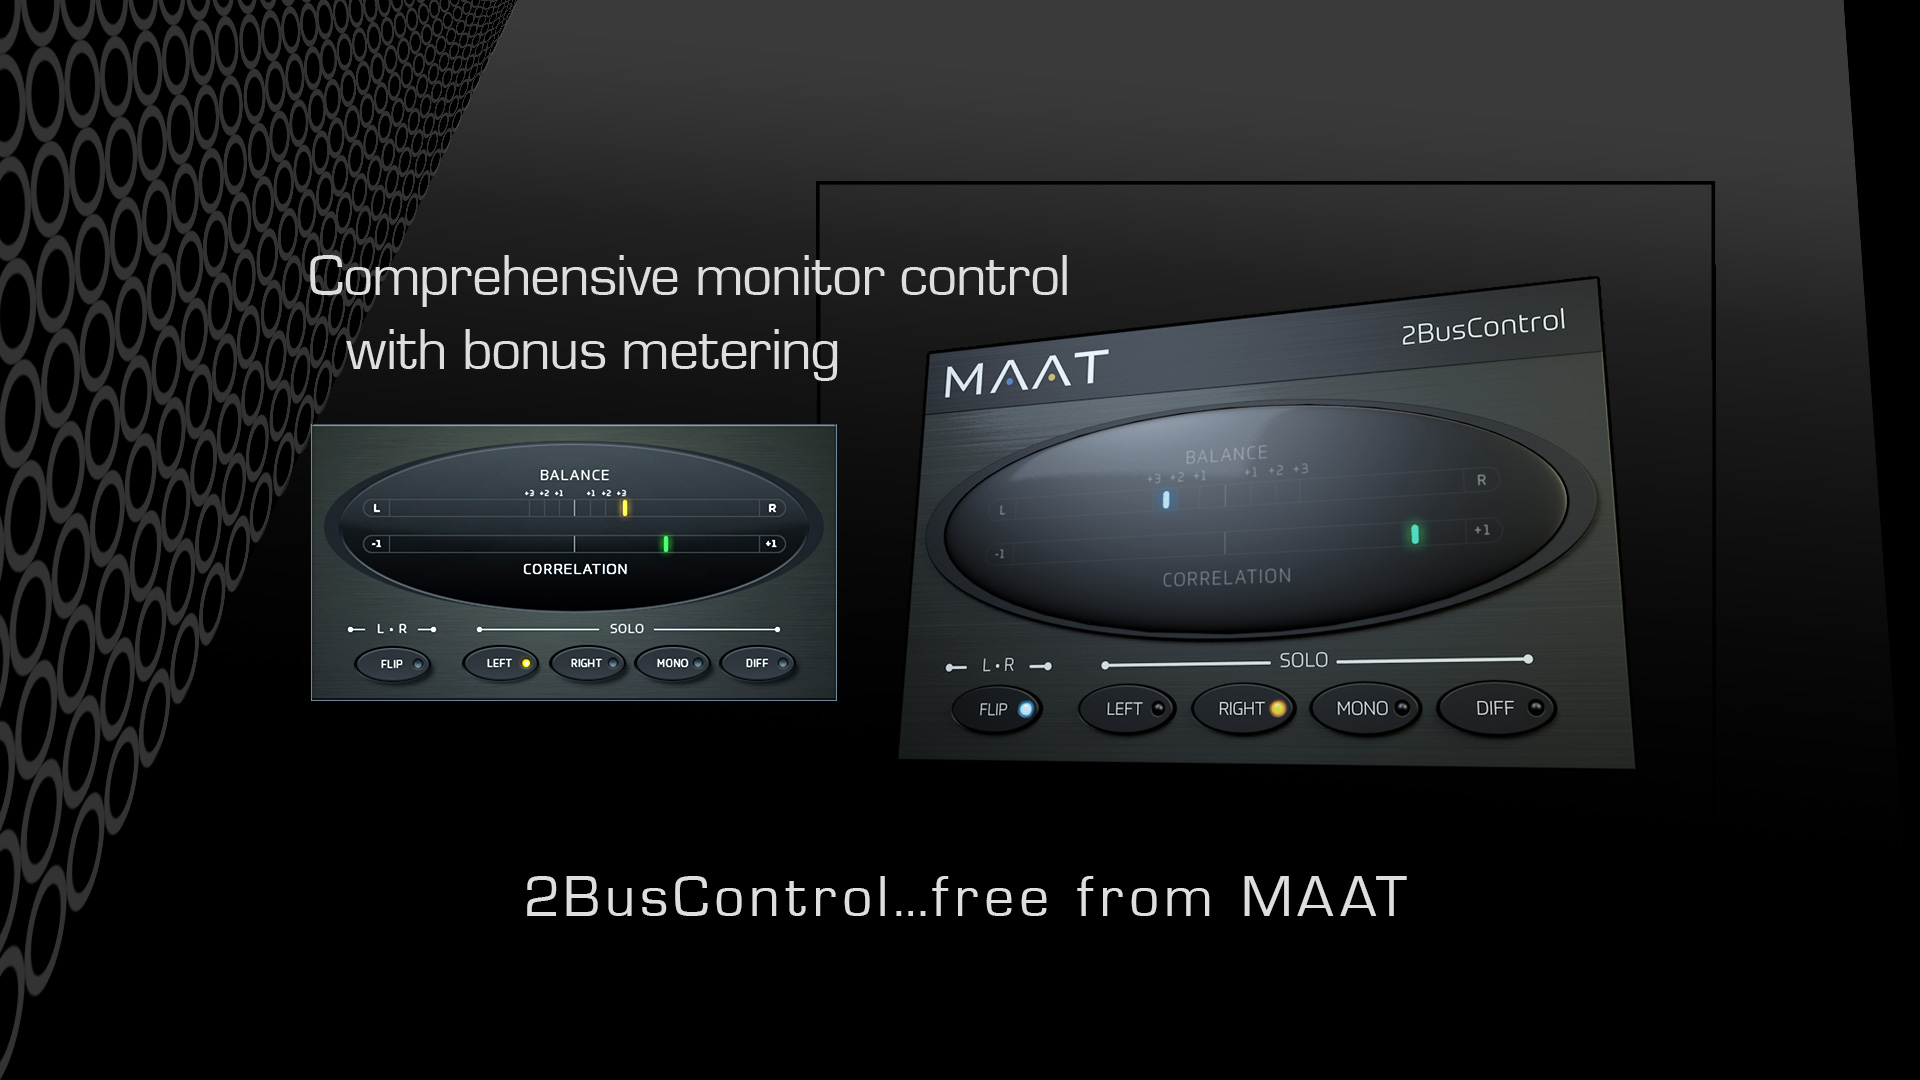 Comprehensive monitor control
with bonus metering
BALANCE
+3 +2 +1 +1 +2 +3
L R
-1 +1
CORRELATION
L • R SOLO
FLIP LEFT RIGHT MONO DIFF
MAAT 2BusControl
BALANCE
+3 +2 +1 +1 +2 +3
L R
-1 +1
CORRELATION
L • R SOLO
FLIP LEFT RIGHT MONO DIFF
2BusControl...free from MAAT